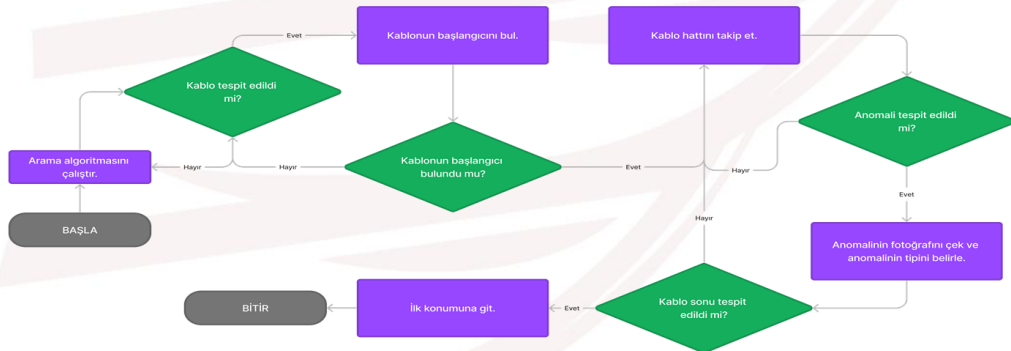 BAŞLA
Arama algoritmasını
çalıştır.
Kablo tespit edildi
mi?
Hayır
Evet
Kablonun başlangıcını bul.
Kablonun başlangıcı
bulundu mu?
Hayır
Evet
Kablo hattını takip et.
Anomali tespit edildi
mi?
Hayır
Evet
Anomalinin fotoğrafını çek ve
anomalinin tipini belirle.
Kablo sonu tespit
edildi mi?
Hayır
Evet
İlk konumuna git.
BİTİR